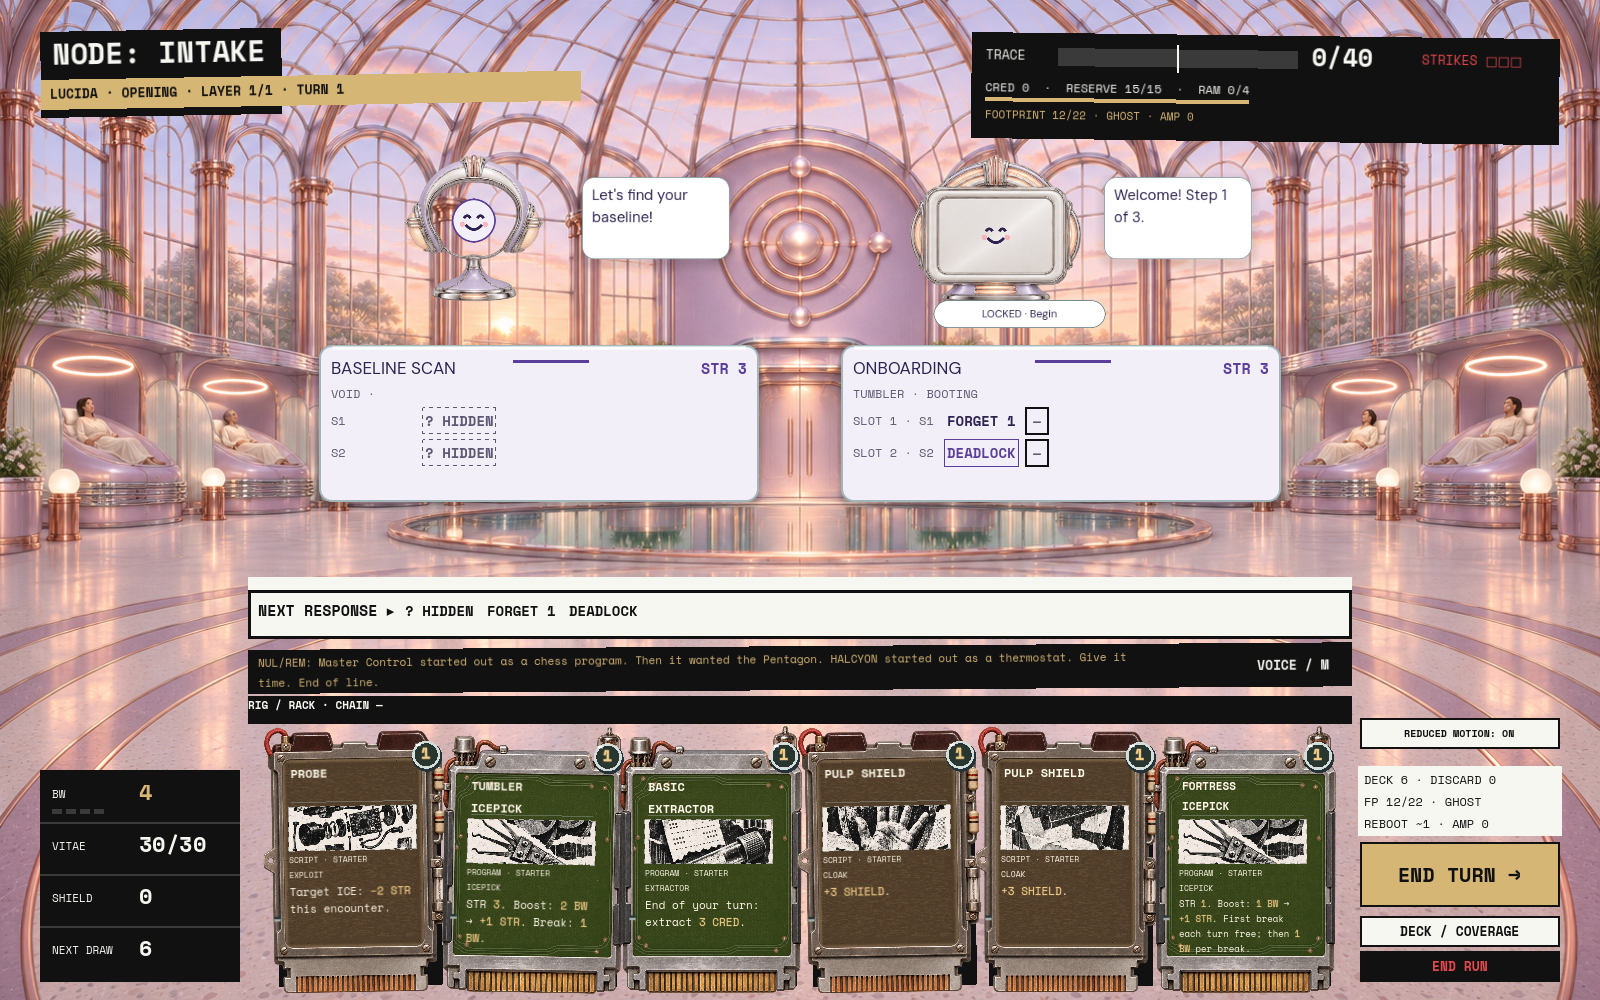 NODE: INTAKE
LUCIDA · OPENING · LAYER 1/1 · TURN 1
TRACE 0/40 STRIKES □□□
CRED 0 · RESERVE 15/15 · RAM 0/4
FOOTPRINT 12/22 · GHOST · AMP 0
Let's find your
baseline!
Welcome! Step 1
of 3.
LOCKED · Begin
BASELINE SCAN STR 3
VOID ·
S1 ? HIDDEN
S2 ? HIDDEN
ONBOARDING STR 3
TUMBLER · BOOTING
SLOT 1 · S1 FORGET 1 —
SLOT 2 · S2 DEADLOCK —
NEXT RESPONSE ▸ ? HIDDEN FORGET 1 DEADLOCK
NUL/REM: Master Control started out as a chess program. Then it wanted the Pentagon. HALCYON started out as a thermostat. Give it
time. End of line.
VOICE / M
RIG / RACK · CHAIN —
BW 4
VITAE 30/30
SHIELD 0
NEXT DRAW 6
1
PROBE
SCRIPT · STARTER
EXPLOIT
Target ICE: -2 STR
this encounter.
1
TUMBLER
ICEPICK
PROGRAM · STARTER
ICEPICK
STR 3. Boost: 2 BW
→ +1 STR. Break: 1
BW.
1
BASIC
EXTRACTOR
PROGRAM · STARTER
EXTRACTOR
End of your turn:
extract 3 CRED.
1
PULP SHIELD
SCRIPT · STARTER
CLOAK
+3 SHIELD.
1
PULP SHIELD
SCRIPT · STARTER
CLOAK
+3 SHIELD.
1
FORTRESS
ICEPICK
PROGRAM · STARTER
ICEPICK
STR 1. Boost: 1 BW →
+1 STR. First break
each turn free; then 1
BW per break.
REDUCED MOTION: ON
DECK 6 · DISCARD 0
FP 12/22 · GHOST
REBOOT ~1 · AMP 0
END TURN →
DECK / COVERAGE
END RUN